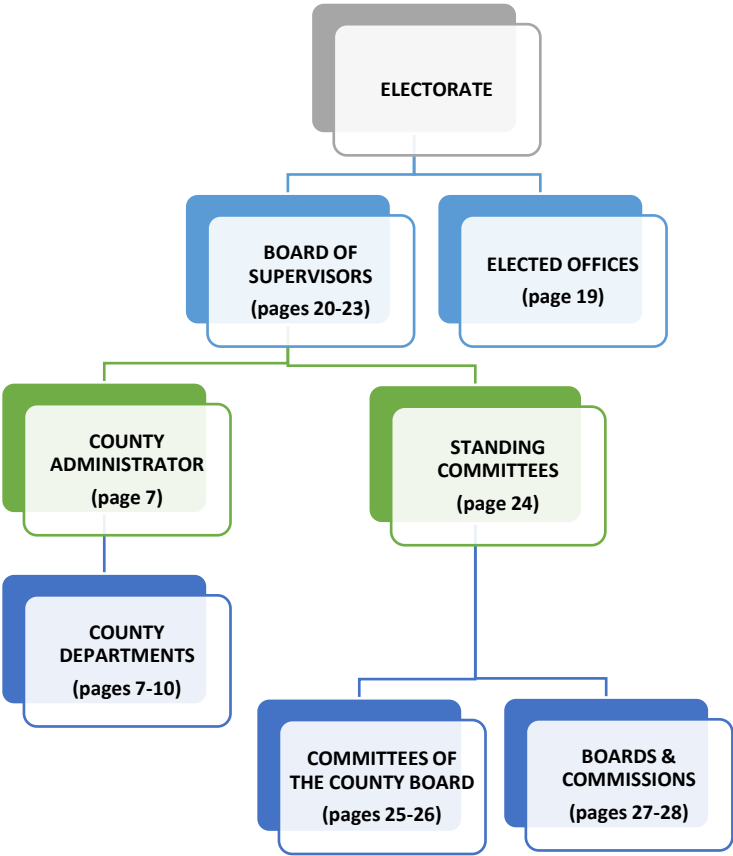 ELECTORATE
BOARD OF
SUPERVISORS
(pages 20-23)
ELECTED OFFICES
(page 19)
COUNTY
ADMINISTRATOR
(page 7)
STANDING
COMMITTEES
(page 24)
COUNTY
DEPARTMENTS
(pages 7-10)
COMMITTEES OF
THE COUNTY BOARD
(pages 25-26)
BOARDS &
COMMISSIONS
(pages 27-28)